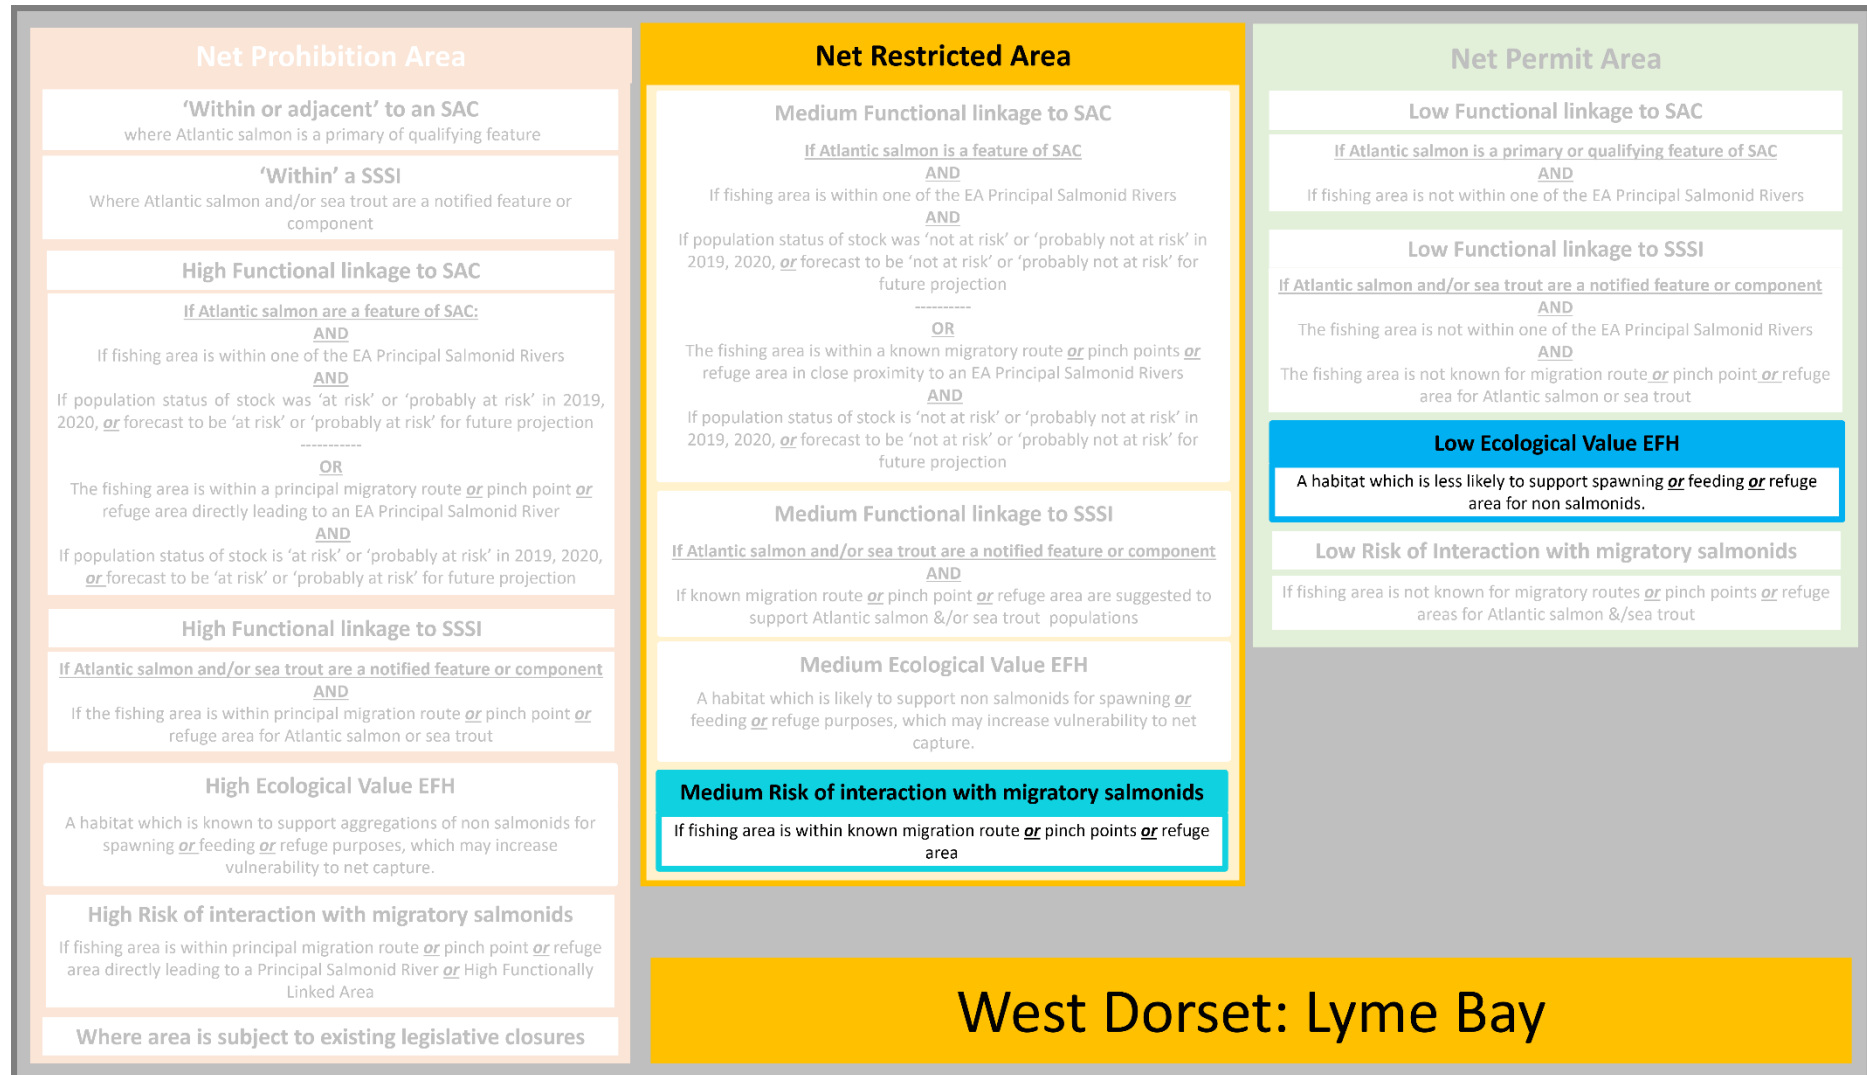 Net Prohibition Area
‘Within or adjacent’ to an SAC
where Atlantic salmon is a primary of qualifying feature
‘Within’ a SSSI
Where Atlantic salmon and/or sea trout are a notified feature or
component
High Functional linkage to SAC
If Atlantic salmon are a feature of SAC:
AND
If fishing area is within one of the EA Principal Salmonid Rivers
AND
If population status of stock was ‘at risk’ or ‘probably at risk’ in 2019,
2020, or forecast to be ‘at risk’ or ‘probably at risk’ for future projection
-----------
OR
The fishing area is within a principal migratory route or pinch point or
refuge area directly leading to an EA Principal Salmonid River
AND
If population status of stock is ‘at risk’ or ‘probably at risk’ in 2019, 2020,
or forecast to be ‘at risk’ or ‘probably at risk’ for future projection
High Functional linkage to SSSI
If Atlantic salmon and/or sea trout are a notified feature or component
AND
If the fishing area is within principal migration route or pinch point or
refuge area for Atlantic salmon or sea trout
High Ecological Value EFH
A habitat which is known to support aggregations of non salmonids for
spawning or feeding or refuge purposes, which may increase
vulnerability to net capture.
High Risk of interaction with migratory salmonids
If fishing area is within principal migration route or pinch point or refuge
area directly leading to a Principal Salmonid River or High Functionally
Linked Area
Where area is subject to existing legislative closures
Net Restricted Area
Medium Functional linkage to SAC
If Atlantic salmon is a feature of SAC
AND
If fishing area is within one of the EA Principal Salmonid Rivers
AND
If population status of stock was ‘not at risk’ or ‘probably not at risk’ in
2019, 2020, or forecast to be ‘not at risk’ or ‘probably not at risk’ for
future projection
----------
OR
The fishing area is within a known migratory route or pinch points or
refuge area in close proximity to an EA Principal Salmonid Rivers
AND
If population status of stock is ‘not at risk’ or ‘probably not at risk’ in
2019, 2020, or forecast to be ‘not at risk’ or ‘probably not at risk’ for
future projection
Medium Functional linkage to SSSI
If Atlantic salmon and/or sea trout are a notified feature or component
AND
If known migration route or pinch point or refuge area are suggested to
support Atlantic salmon &/or sea trout populations
Medium Ecological Value EFH
A habitat which is likely to support non salmonids for spawning or
feeding or refuge purposes, which may increase vulnerability to net
capture.
Medium Risk of interaction with migratory salmonids
If fishing area is within known migration route or pinch points or refuge
area
Net Permit Area
Low Functional linkage to SAC
If Atlantic salmon is a primary or qualifying feature of SAC
AND
If fishing area is not within one of the EA Principal Salmonid Rivers
Low Functional linkage to SSSI
If Atlantic salmon and/or sea trout are a notified feature or component
AND
The fishing area is not within one of the EA Principal Salmonid Rivers
AND
The fishing area is not known for migration route or pinch point or refuge
area for Atlantic salmon or sea trout
Low Ecological Value EFH
A habitat which is less likely to support spawning or feeding or refuge
area for non salmonids.
Low Risk of Interaction with migratory salmonids
If fishing area is not known for migratory routes or pinch points or refuge
areas for Atlantic salmon &/sea trout
West Dorset: Lyme Bay